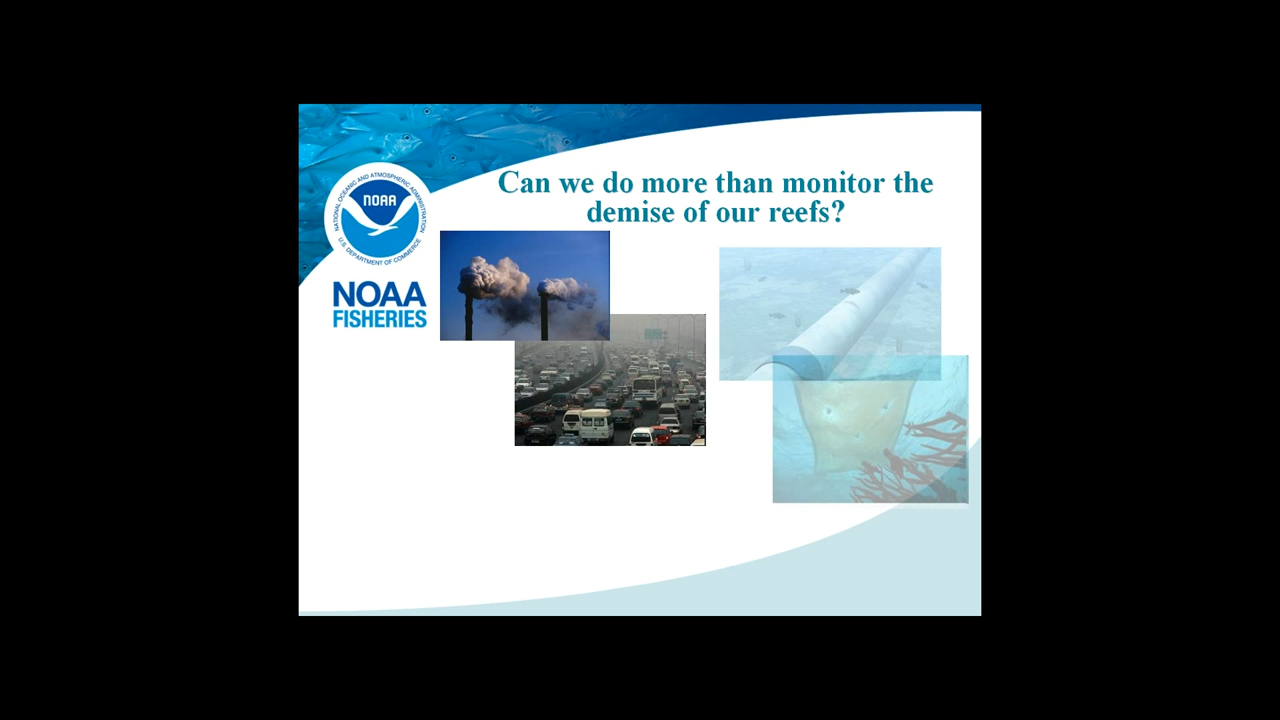 Can we do more than monitor the
demise of our reefs?
NATIONAL OCEANIC AND ATMOSPHERIC ADMINISTRATION
NOAA
U.S. DEPARTMENT OF COMMERCE
NOAA
FISHERIES